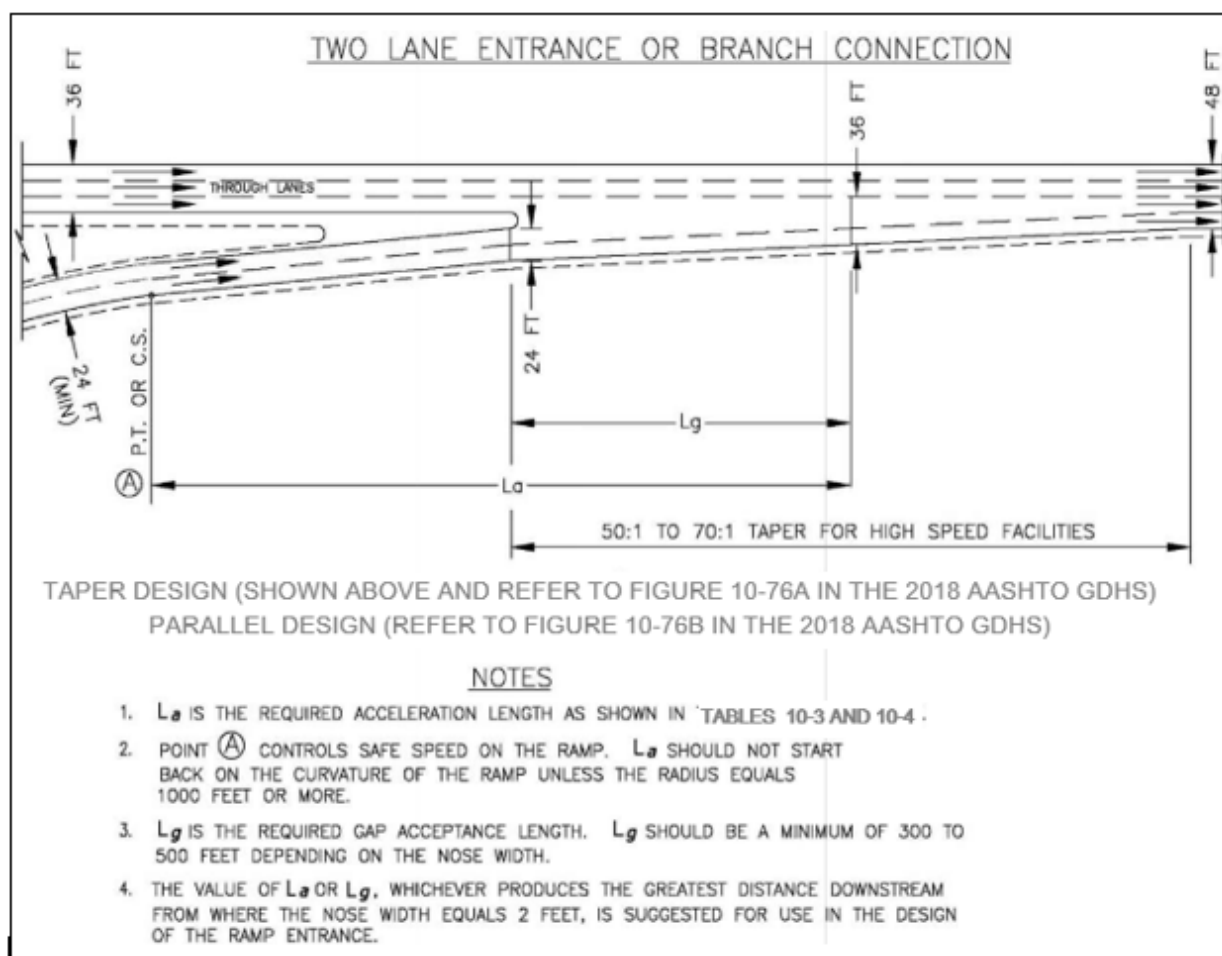 TWO LANE ENTRANCE OR BRANCH CONNECTION
36 FT
36 FT
48 FT
THROUGH LANES
24 FT
(MIN)
P.T. OR C.S.
A
24 FT
Lg
La
50:1 TO 70:1 TAPER FOR HIGH SPEED FACILITIES
TAPER DESIGN (SHOWN ABOVE AND REFER TO FIGURE 10-76A IN THE 2018 AASHTO GDHS)
PARALLEL DESIGN (REFER TO FIGURE 10-76B IN THE 2018 AASHTO GDHS)
NOTES
1. La IS THE REQUIRED ACCELERATION LENGTH AS SHOWN IN TABLES 10-3 AND 10-4.
2. POINT A CONTROLS SAFE SPEED ON THE RAMP. La SHOULD NOT START
BACK ON THE CURVATURE OF THE RAMP UNLESS THE RADIUS EQUALS
1000 FEET OR MORE.
3. Lg IS THE REQUIRED GAP ACCEPTANCE LENGTH. Lg SHOULD BE A MINIMUM OF 300 TO
500 FEET DEPENDING ON THE NOSE WIDTH.
4. THE VALUE OF La OR Lg, WHICHEVER PRODUCES THE GREATEST DISTANCE DOWNSTREAM
FROM WHERE THE NOSE WIDTH EQUALS 2 FEET, IS SUGGESTED FOR USE IN THE DESIGN
OF THE RAMP ENTRANCE.